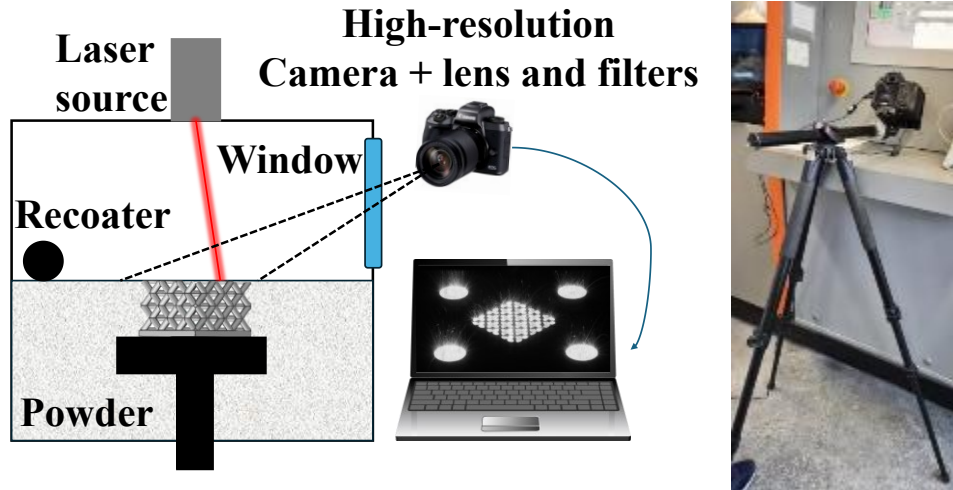 High-resolution
Camera + lens and filters
Laser
source
Window
Recoater
Powder